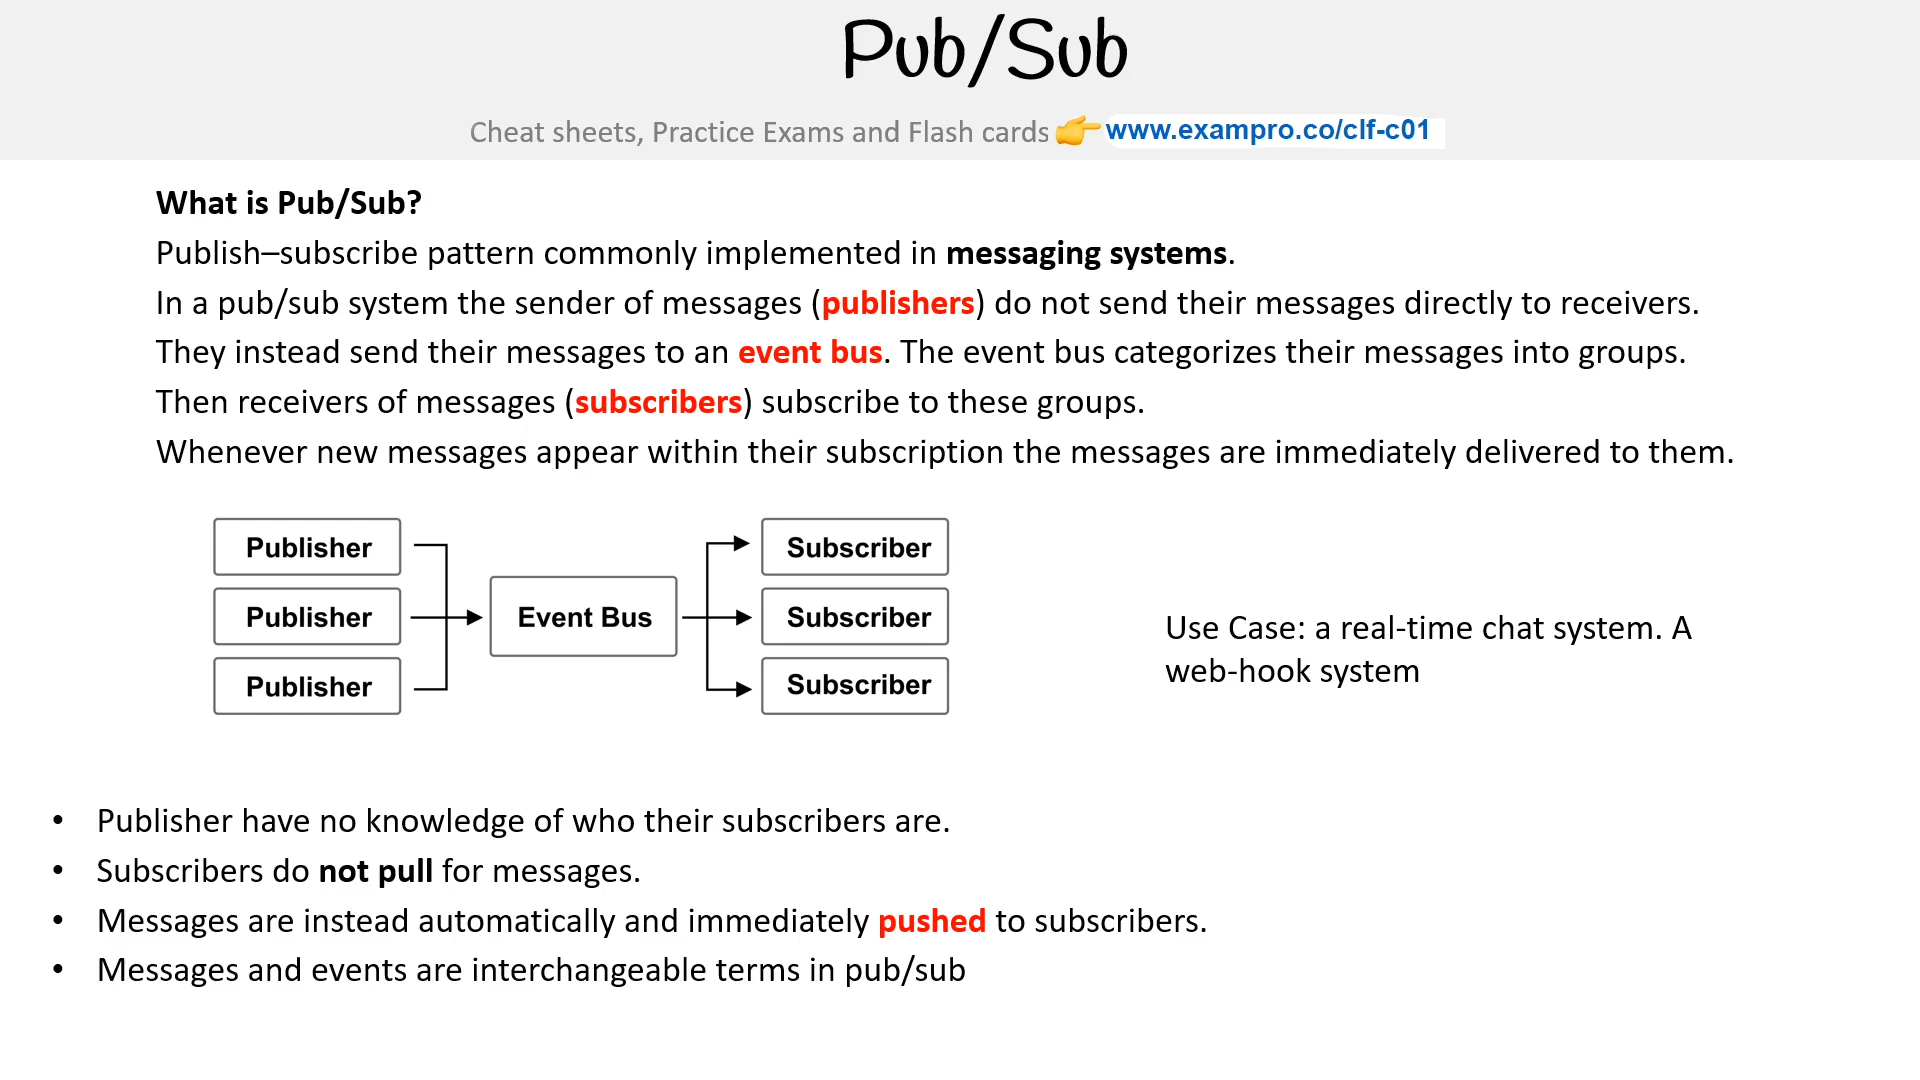 Pub/Sub
Cheat sheets, Practice Exams and Flash cards 👉 www.exampro.co/clf-c01
What is Pub/Sub?
Publish–subscribe pattern commonly implemented in messaging systems.
In a pub/sub system the sender of messages (publishers) do not send their messages directly to receivers.
They instead send their messages to an event bus. The event bus categorizes their messages into groups.
Then receivers of messages (subscribers) subscribe to these groups.
Whenever new messages appear within their subscription the messages are immediately delivered to them.
Publisher
Publisher
Publisher
Event Bus
Subscriber
Subscriber
Subscriber
Use Case: a real-time chat system. A
web-hook system
• Publisher have no knowledge of who their subscribers are.
• Subscribers do not pull for messages.
• Messages are instead automatically and immediately pushed to subscribers.
• Messages and events are interchangeable terms in pub/sub